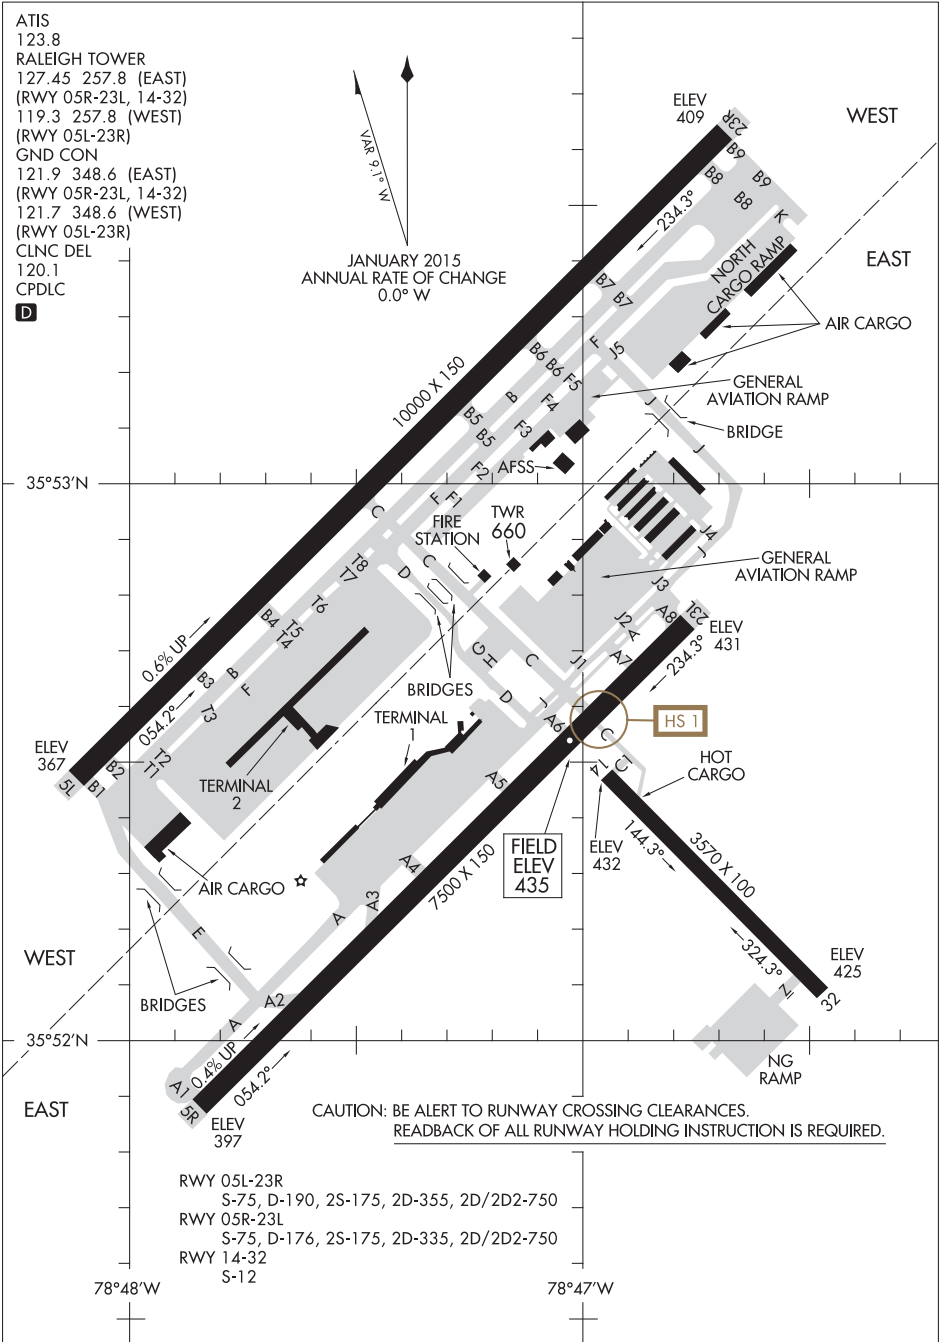 ATIS
123.8
RALEIGH TOWER
127.45 257.8 (EAST)
(RWY 05R-23L, 14-32)
119.3 257.8 (WEST)
(RWY 05L-23R)
GND CON
121.9 348.6 (EAST)
(RWY 05R-23L, 14-32)
121.7 348.6 (WEST)
(RWY 05L-23R)
CLNC DEL
120.1
CPDLC
D
VAR 9.1° W
JANUARY 2015
ANNUAL RATE OF CHANGE
0.0° W
ELEV
409
23R
WEST
EAST
B9
B9
B8
B8
K
234.3°
NORTH
CARGO RAMP
AIR CARGO
B7
B7
F
J5
B6
B6
F5
GENERAL
AVIATION RAMP
J
BRIDGE
J
10000 X 150
B
F4
B5
B5
F3
F2
AFSS
35°53'N
F
F1
C
FIRE
STATION
TWR
660
J4
J
GENERAL
AVIATION RAMP
J3
T8
T7
D
C
T6
B4
T5
T4
A8
23L
J2
A
ELEV
431
A7
234.3°
G
H
C
J1
0.6% UP
B3
B
F
T3
054.2°
BRIDGES
D
J
A6
HS 1
TERMINAL
1
C
HOT
CARGO
ELEV
367
5L
B1
B2
T2
T1
TERMINAL
2
A5
14
C1
FIELD
ELEV
435
ELEV
432
144.3°
3570 X 100
7500 X 150
A4
AIR CARGO
A3
A
E
WEST
BRIDGES
324.3°
ELEV
425
N
32
A2
A
35°52'N
0.4% UP
054.2°
NG
RAMP
A1
5R
EAST
ELEV
397
CAUTION: BE ALERT TO RUNWAY CROSSING CLEARANCES.
READBACK OF ALL RUNWAY HOLDING INSTRUCTION IS REQUIRED.
RWY 05L-23R
S-75, D-190, 2S-175, 2D-355, 2D/2D2-750
RWY 05R-23L
S-75, D-176, 2S-175, 2D-335, 2D/2D2-750
RWY 14-32
S-12
78°48'W
78°47'W